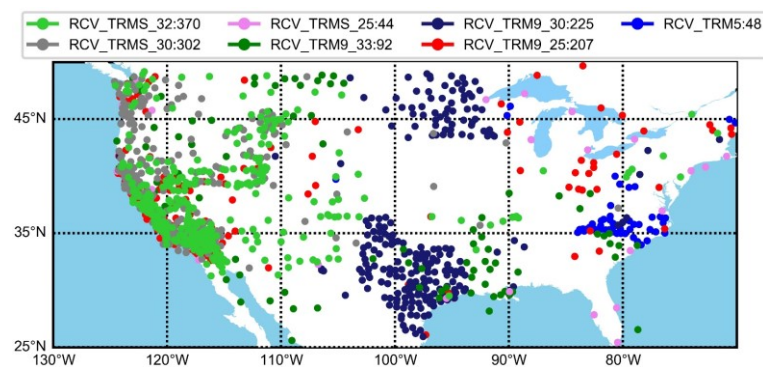 RCV_TRMS_32:370 RCV_TRMS_25:44 RCV_TRM9_30:225 RCV_TRM5:48
RCV_TRMS_30:302 RCV_TRM9_33:92 RCV_TRM9_25:207
45°N
35°N
25°N
130°W 120°W 110°W 100°W 90°W 80°W